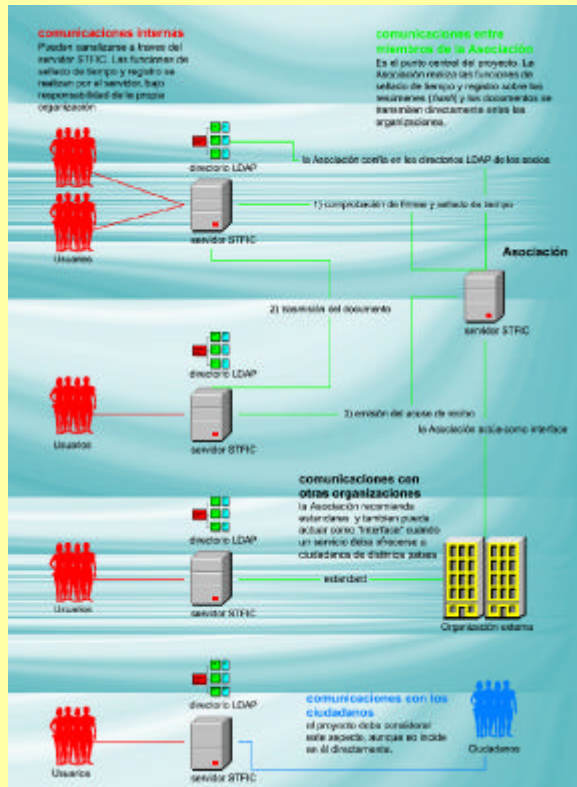 comunicaciones internas
Pueden canalizarse a traves del
servidor STFIC. Las funciones de
sellado de tiempo y registro se
realizan por el servidor, bajo
responsabilidad de la propia
organización
comunicaciones entre
miembros de la Asociación
Es el punto central del proyecto. La
Asociación realiza las funciones de
sellado de tiempo y registro sobre los
resúmenes (hash) y los documentos se
transmiten directamente entre las
organizaciones.
directorio LDAP
la Asociación confía en los directorios LDAP de los socios
1) comprobación de firmas y sellado de tiempo
Usuarios
servidor STFIC
Asociación
servidor STFIC
2) trasmisión del documento
directorio LDAP
3) emisión del acuse de recibo
Usuarios
servidor STFIC
la Asociación actúa como interface
comunicaciones con
otras organizaciones
la Asociación recomienda
estandares y tambien puede
actuar como "interface" cuando
un servicio deba ofrecerse a
ciudadanos de distintos países
directorio LDAP
estandard
Usuarios
servidor STFIC
Organización externa
directorio LDAP
comunicaciones con los
ciudadanos
el proyecto debe considerar
este aspecto, aunque no incide
en él directamente.
Usuarios
servidor STFIC
Ciudadanos